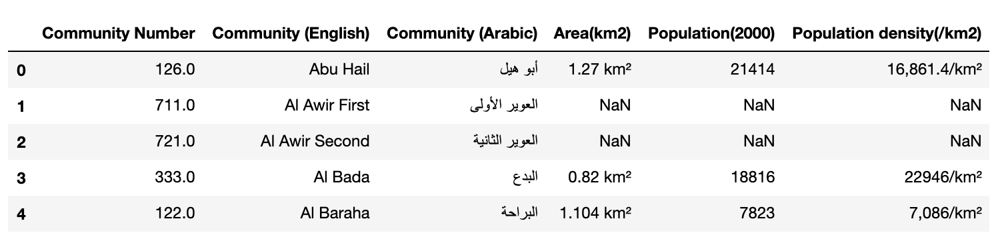 Community Number Community (English) Community (Arabic) Area(km2) Population(2000) Population density(/km2)
0 126.0 Abu Hail أبو هيل 1.27 km² 21414 16,861.4/km²
1 711.0 Al Awir First العوير الأولى NaN NaN NaN
2 721.0 Al Awir Second العوير الثانية NaN NaN NaN
3 333.0 Al Bada البدع 0.82 km² 18816 22946/km²
4 122.0 Al Baraha البراحة 1.104 km² 7823 7,086/km²